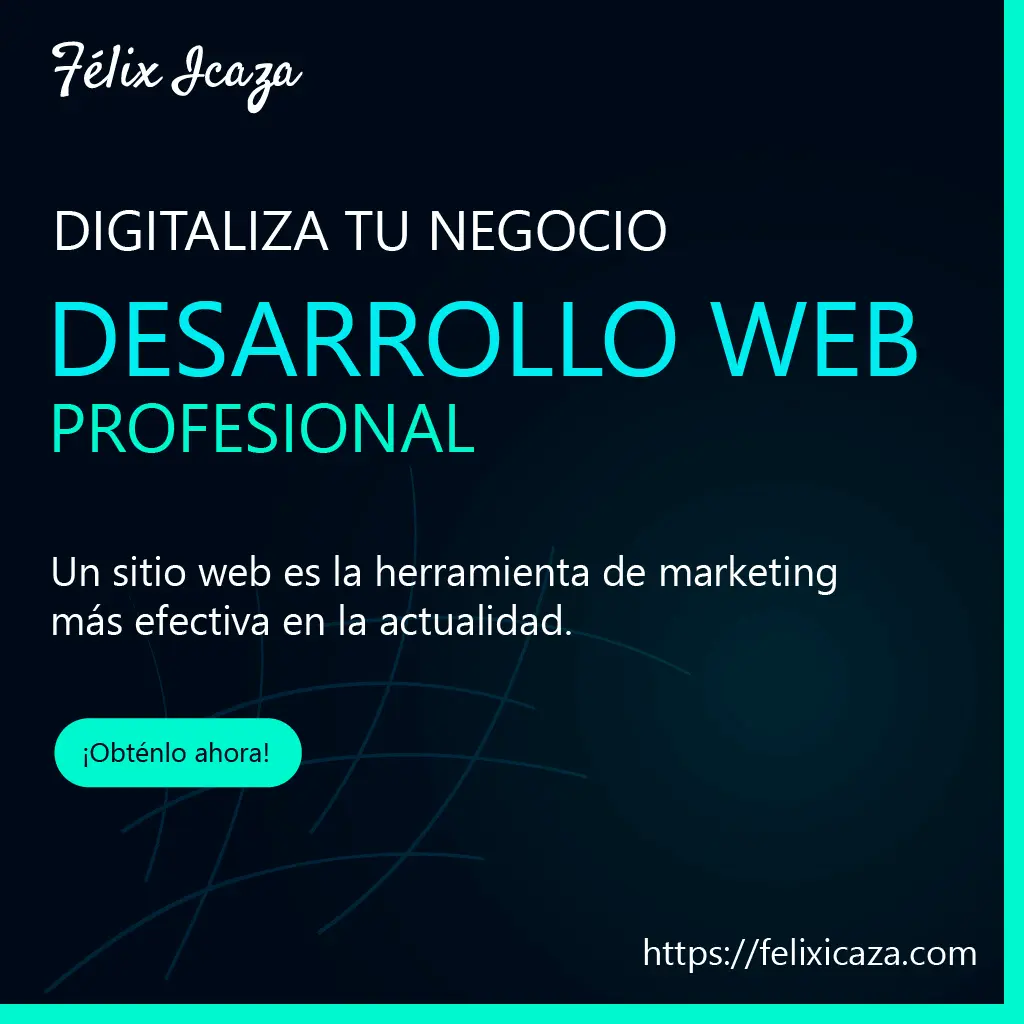 Félix Icaza
DIGITALIZA TU NEGOCIO
DESARROLLO WEB
PROFESIONAL
Un sitio web es la herramienta de marketing
más efectiva en la actualidad.
¡Obténlo ahora!
https://felixicaza.com